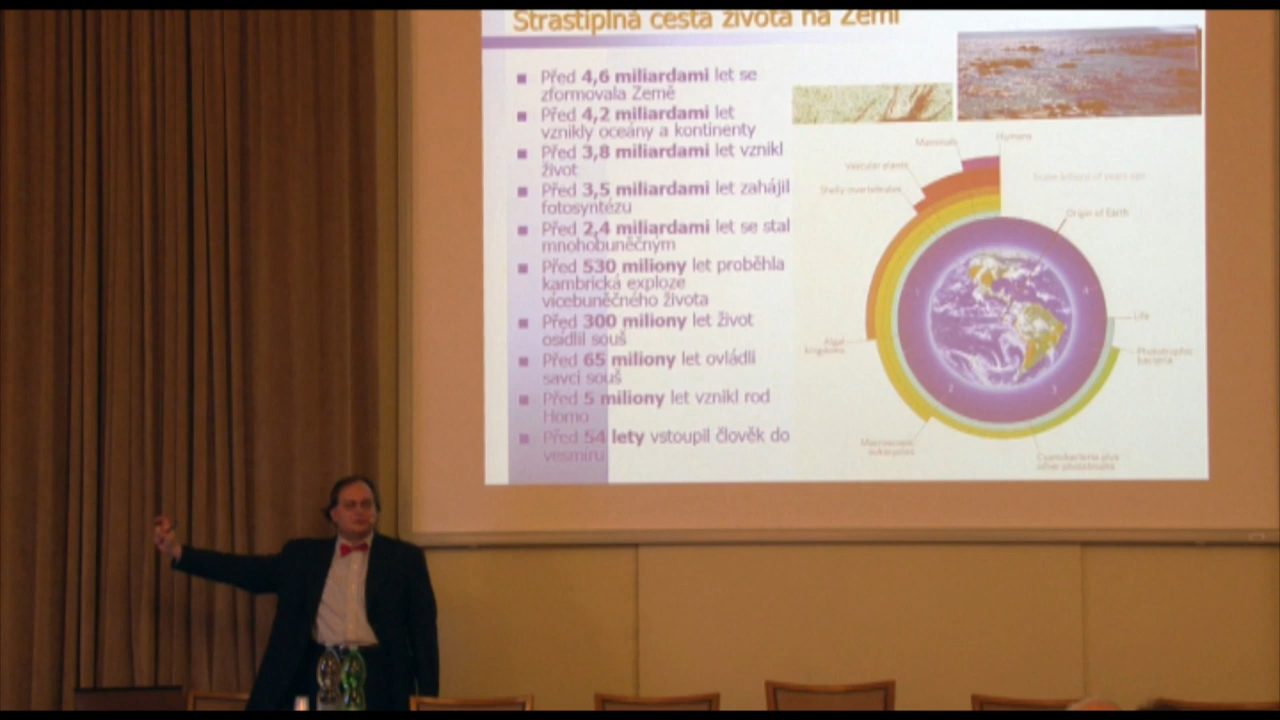 Strastiplná cesta života na Zemi
Před 4,6 miliardami let se
zformovala Země
Před 4,2 miliardami let
vznikly oceány a kontinenty
Před 3,8 miliardami let vznikl
život
Před 3,5 miliardami let zahájil
fotosyntézu
Před 2,4 miliardami let se stal
mnohobuněčným
Před 530 miliony let proběhla
kambrická exploze
vícebuněčného života
Před 300 miliony let život
osídlil souš
Před 65 miliony let ovládli
savci souš
Před 5 miliony let vznikl rod
Homo
Před 54 lety vstoupil člověk do
vesmíru
Humans
Mammals
Vascular plants
Shelly invertebrates
Origin of Earth
Life
Phototrophic
bacteria
Algal
kingdoms
Macroscopic
eukaryotes
Cyanobacteria plus